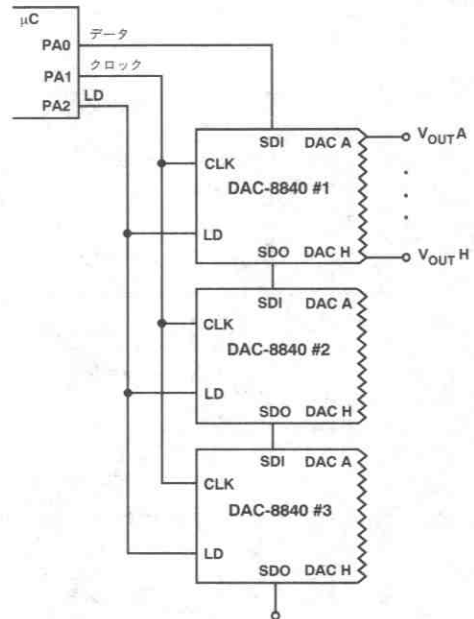 μC
PA0 データ
PA1 クロック
PA2 LD
SDI DAC A V_OUT A
CLK
DAC-8840 #1
LD
SDO DAC H V_OUT H
SDI DAC A
CLK
DAC-8840 #2
LD
SDO DAC H
SDI DAC A
CLK
DAC-8840 #3
LD
SDO DAC H